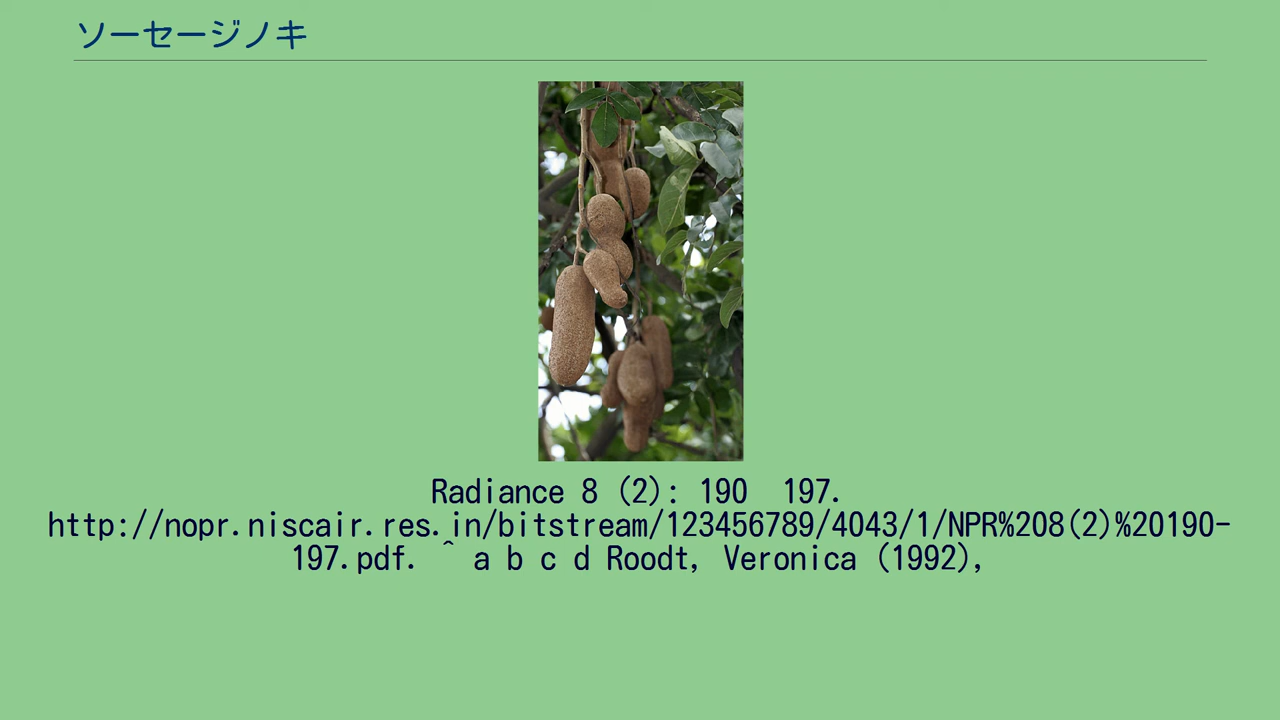 ソーセージノキ
Radiance 8 (2): 190  197.
http://nopr.niscair.res.in/bitstream/123456789/4043/1/NPR%208(2)%20190-
197.pdf. ^ a b c d Roodt, Veronica (1992),